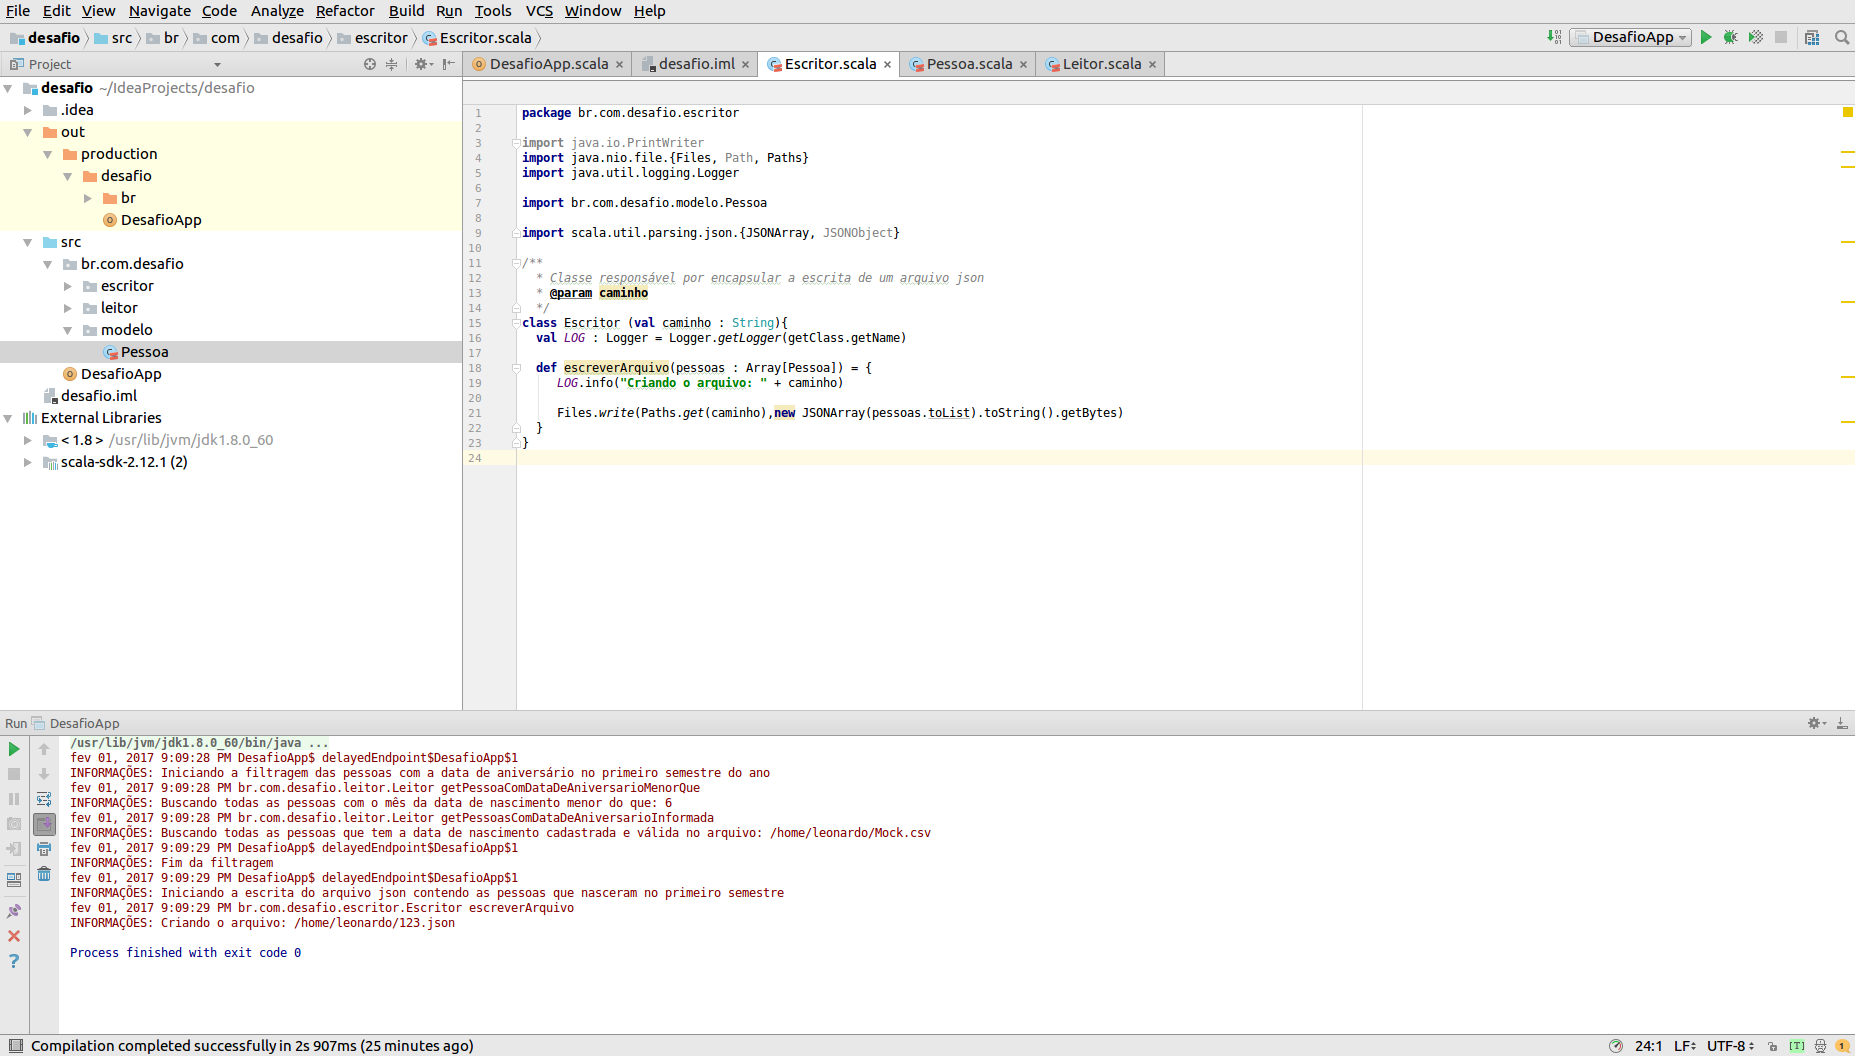 File Edit View Navigate Code Analyze Refactor Build Run Tools VCS Window Help
desafio src br com desafio escritor Escritor.scala DesafioApp
Project
DesafioApp.scala × desafio.iml × Escritor.scala × Pessoa.scala × Leitor.scala ×
desafio ~/IdeaProjects/desafio
.idea
out
production
desafio
br
DesafioApp
src
br.com.desafio
escritor
leitor
modelo
Pessoa
DesafioApp
desafio.iml
External Libraries
< 1.8 > /usr/lib/jvm/jdk1.8.0_60
scala-sdk-2.12.1 (2)
1 package br.com.desafio.escritor
2
3 import java.io.PrintWriter
4 import java.nio.file.{Files, Path, Paths}
5 import java.util.logging.Logger
6
7 import br.com.desafio.modelo.Pessoa
8
9 import scala.util.parsing.json.{JSONArray, JSONObject}
10
11 /**
12 * Classe responsável por encapsular a escrita de um arquivo json
13 * @param caminho
14 */
15 class Escritor (val caminho : String){
16 val LOG : Logger = Logger.getLogger(getClass.getName)
17
18 def escreverArquivo(pessoas : Array[Pessoa]) = {
19 LOG.info("Criando o arquivo: " + caminho)
20
21 Files.write(Paths.get(caminho),new JSONArray(pessoas.toList).toString().getBytes)
22 }
23 }
24
Run DesafioApp
/usr/lib/jvm/jdk1.8.0_60/bin/java ...
fev 01, 2017 9:09:28 PM DesafioApp$ delayedEndpoint$DesafioApp$1
INFORMAÇÕES: Iniciando a filtragem das pessoas com a data de aniversário no primeiro semestre do ano
fev 01, 2017 9:09:28 PM br.com.desafio.leitor.Leitor getPessoaComDataDeAniversarioMenorQue
INFORMAÇÕES: Buscando todas as pessoas com o mês da data de nascimento menor do que: 6
fev 01, 2017 9:09:28 PM br.com.desafio.leitor.Leitor getPessoasComDataDeAniversarioInformada
INFORMAÇÕES: Buscando todas as pessoas que tem a data de nascimento cadastrada e válida no arquivo: /home/leonardo/Mock.csv
fev 01, 2017 9:09:29 PM DesafioApp$ delayedEndpoint$DesafioApp$1
INFORMAÇÕES: Fim da filtragem
fev 01, 2017 9:09:29 PM DesafioApp$ delayedEndpoint$DesafioApp$1
INFORMAÇÕES: Iniciando a escrita do arquivo json contendo as pessoas que nasceram no primeiro semestre
fev 01, 2017 9:09:29 PM br.com.desafio.escritor.Escritor escreverArquivo
INFORMAÇÕES: Criando o arquivo: /home/leonardo/123.json
Process finished with exit code 0
Compilation completed successfully in 2s 907ms (25 minutes ago) 24:1 LF UTF-8 [T] 1